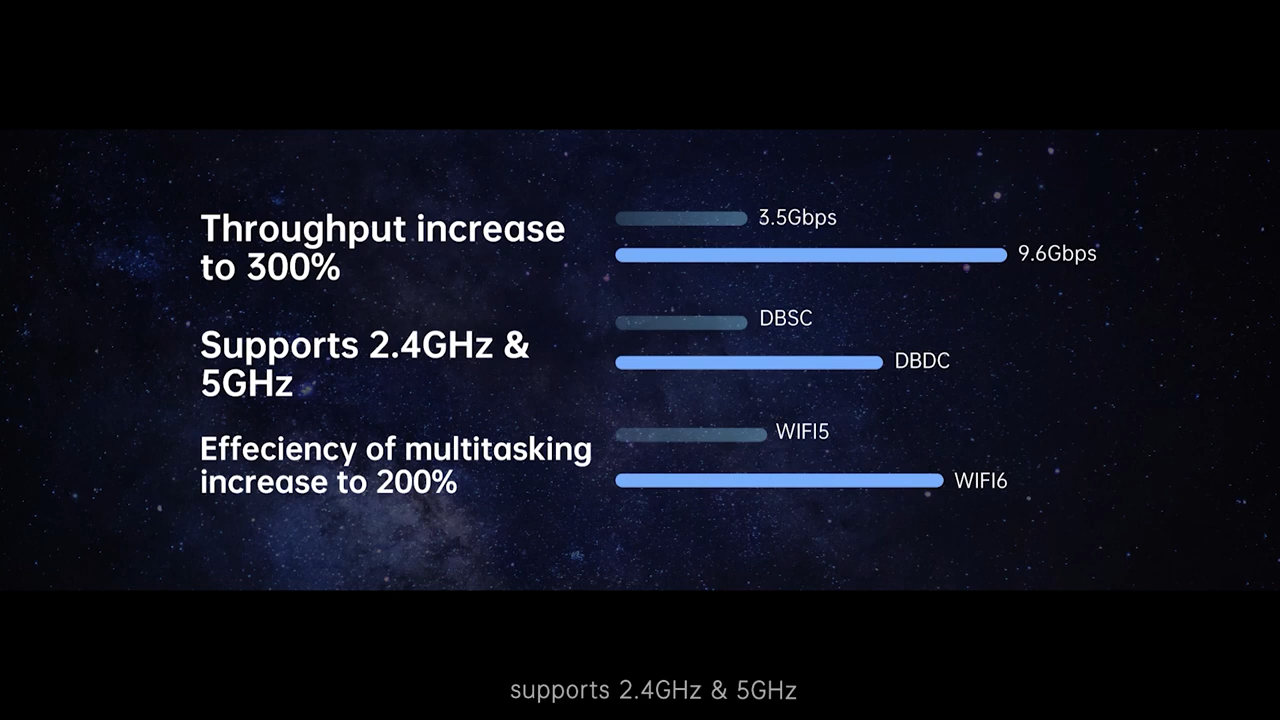 Throughput increase
to 300%
3.5Gbps
9.6Gbps
Supports 2.4GHz &
5GHz
DBSC
DBDC
Effeciency of multitasking
increase to 200%
WIFI5
WIFI6
supports 2.4GHz & 5GHz